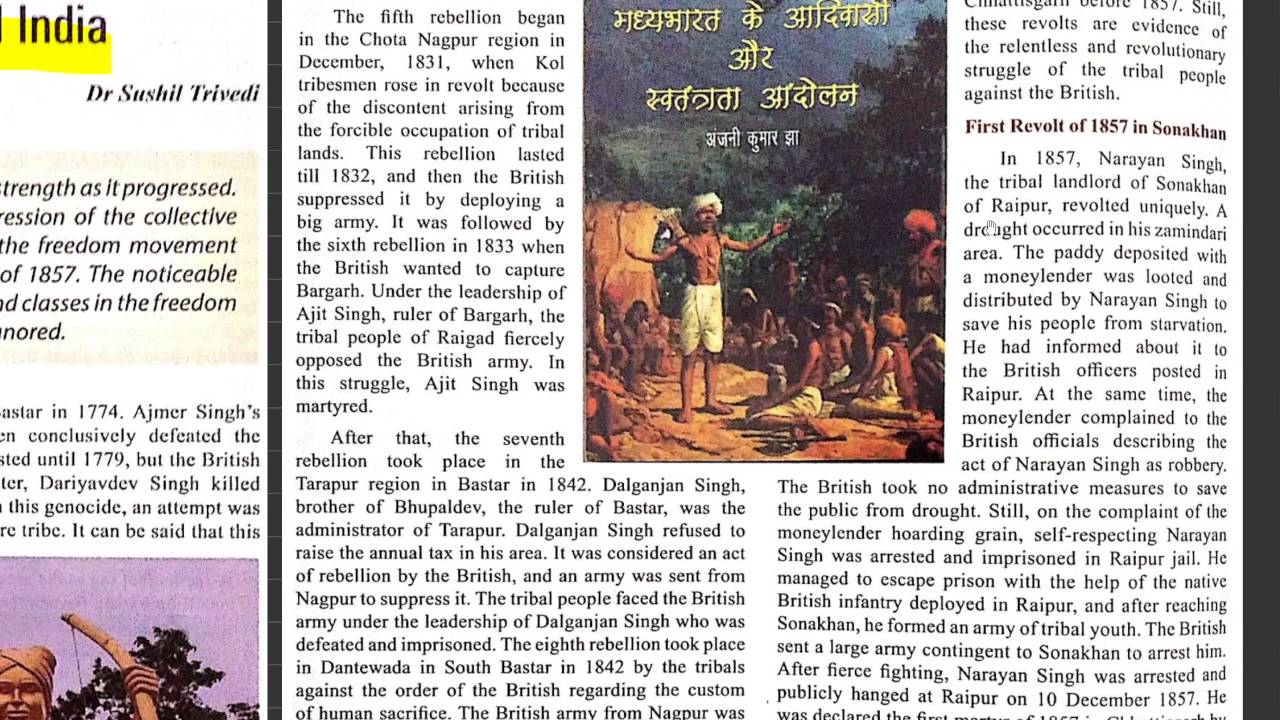 India
Dr Sushil Trivedi
strength as it progressed.
ression of the collective
the freedom movement
of 1857. The noticeable
nd classes in the freedom
nored.
astar in 1774. Ajmer Singh's
en conclusively defeated the
sted until 1779, but the British
ter, Dariyavdev Singh killed
this genocide, an attempt was
re tribe. It can be said that this
The fifth rebellion began
in the Chota Nagpur region in
December, 1831, when Kol
tribesmen rose in revolt because
of the discontent arising from
the forcible occupation of tribal
lands. This rebellion lasted
till 1832, and then the British
suppressed it by deploying a
big army. It was followed by
the sixth rebellion in 1833 when
the British wanted to capture
Bargarh. Under the leadership of
Ajit Singh, ruler of Bargarh, the
tribal people of Raigad fiercely
opposed the British army. In
this struggle, Ajit Singh was
martyred.
After that, the seventh
rebellion took place in the
Tarapur region in Bastar in 1842. Dalganjan Singh,
brother of Bhupaldev, the ruler of Bastar, was the
administrator of Tarapur. Dalganjan Singh refused to
raise the annual tax in his area. It was considered an act
of rebellion by the British, and an army was sent from
Nagpur to suppress it. The tribal people faced the British
army under the leadership of Dalganjan Singh who was
defeated and imprisoned. The eighth rebellion took place
in Dantewada in South Bastar in 1842 by the tribals
against the order of the British regarding the custom
of human sacrifice. The British army from Nagpur was
मध्यभारत के आदिवासी
और
स्वतंत्रता आंदोलन
अंजनी कुमार झा
Chhattisgarh before 1857. Still,
these revolts are evidence of
the relentless and revolutionary
struggle of the tribal people
against the British.
First Revolt of 1857 in Sonakhan
In 1857, Narayan Singh,
the tribal landlord of Sonakhan
of Raipur, revolted uniquely. A
drought occurred in his zamindari
area. The paddy deposited with
a moneylender was looted and
distributed by Narayan Singh to
save his people from starvation.
He had informed about it to
the British officers posted in
Raipur. At the same time, the
moneylender complained to the
British officials describing the
act of Narayan Singh as robbery.
The British took no administrative measures to save
the public from drought. Still, on the complaint of the
moneylender hoarding grain, self-respecting Narayan
Singh was arrested and imprisoned in Raipur jail. He
managed to escape prison with the help of the native
British infantry deployed in Raipur, and after reaching
Sonakhan, he formed an army of tribal youth. The British
sent a large army contingent to Sonakhan to arrest him.
After fierce fighting, Narayan Singh was arrested and
publicly hanged at Raipur on 10 December 1857. He
was declared the first martyr of 1857 in Chhattisgarh by